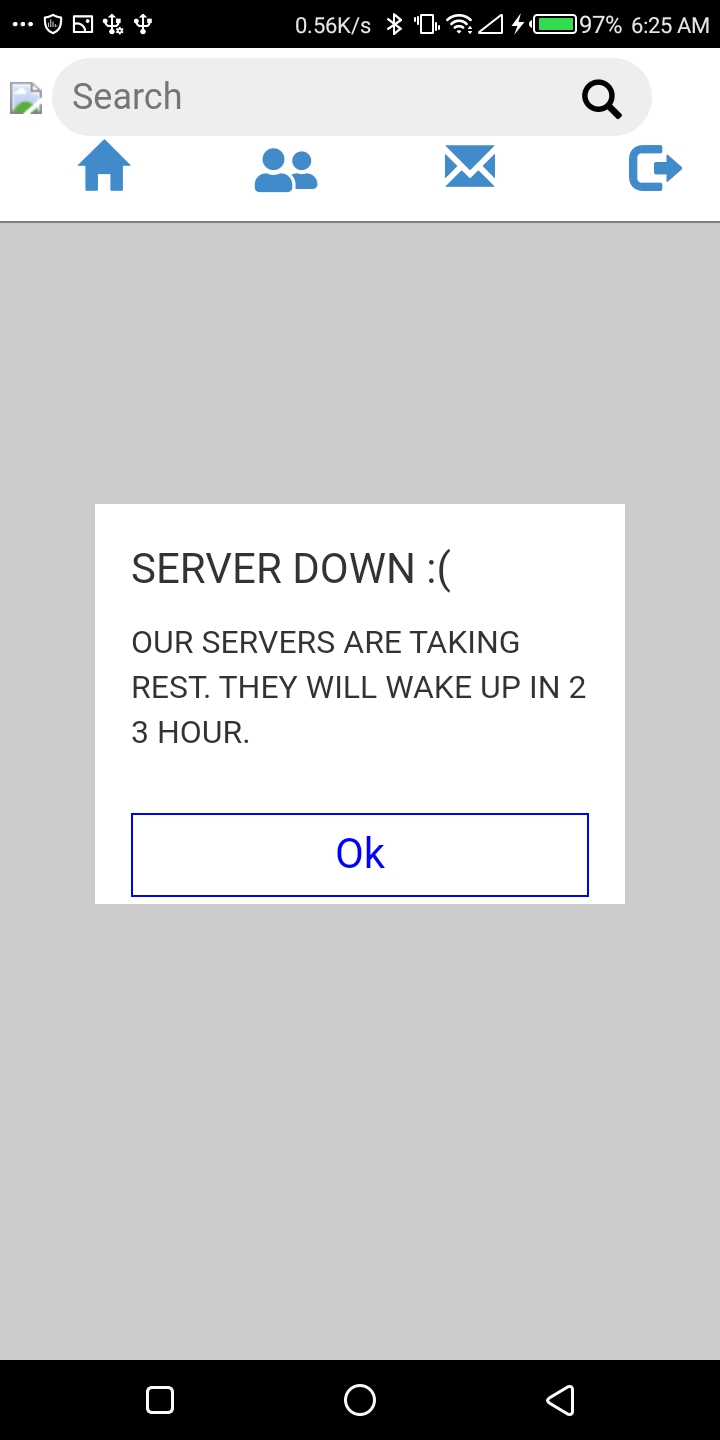 0.56K/s 97% 6:25 AM
Search
SERVER DOWN :(
OUR SERVERS ARE TAKING
REST. THEY WILL WAKE UP IN 2
3 HOUR.
Ok